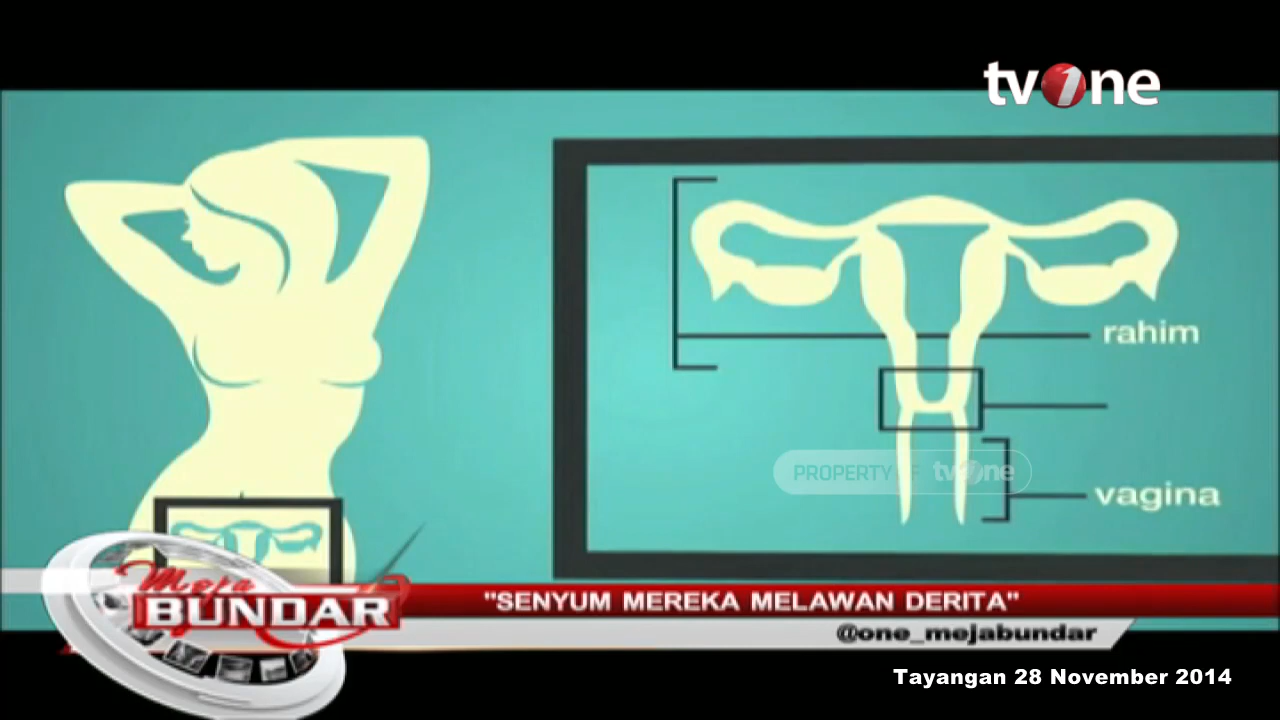 tvOne
rahim
PROPERTY OF tvOne
vagina
Meja
BUNDAR
"SENYUM MEREKA MELAWAN DERITA"
@one_mejabundar
Tayangan 28 November 2014